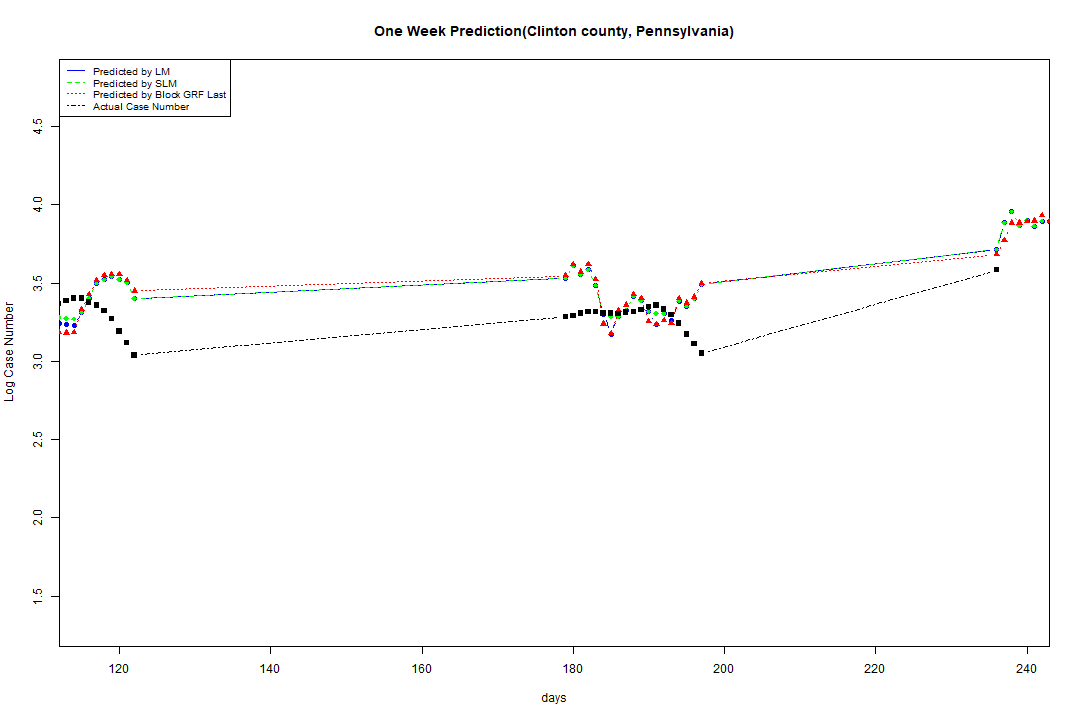 One Week Prediction(Clinton county, Pennsylvania)
Predicted by LM
Predicted by SLM
Predicted by Block GRF Last
Actual Case Number
4.5
4.0
3.5
3.0
2.5
2.0
1.5
Log Case Number
120 140 160 180 200 220 240
days